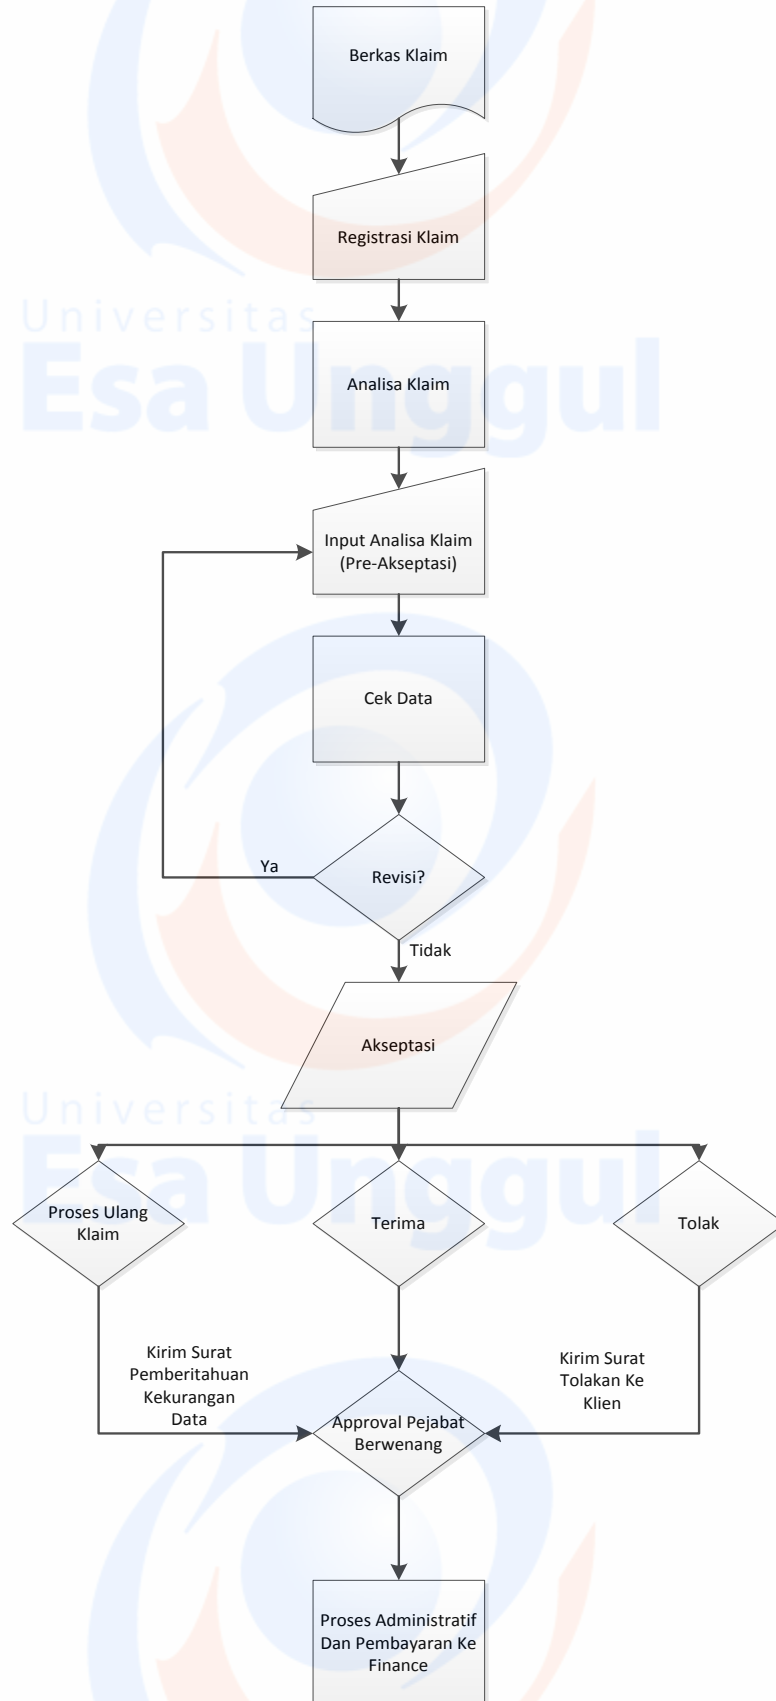 Berkas Klaim
Registrasi Klaim
Universitas
Esa Unggul
Analisa Klaim
Input Analisa Klaim
(Pre-Akseptasi)
Cek Data
Ya
Revisi?
Tidak
Akseptasi
Universitas
Esa Unggul
Proses Ulang
Klaim
Terima
Tolak
Kirim Surat
Pemberitahuan
Kekurangan
Data
Kirim Surat
Tolakan Ke
Klien
Approval Pejabat
Berwenang
Proses Administratif
Dan Pembayaran Ke
Finance